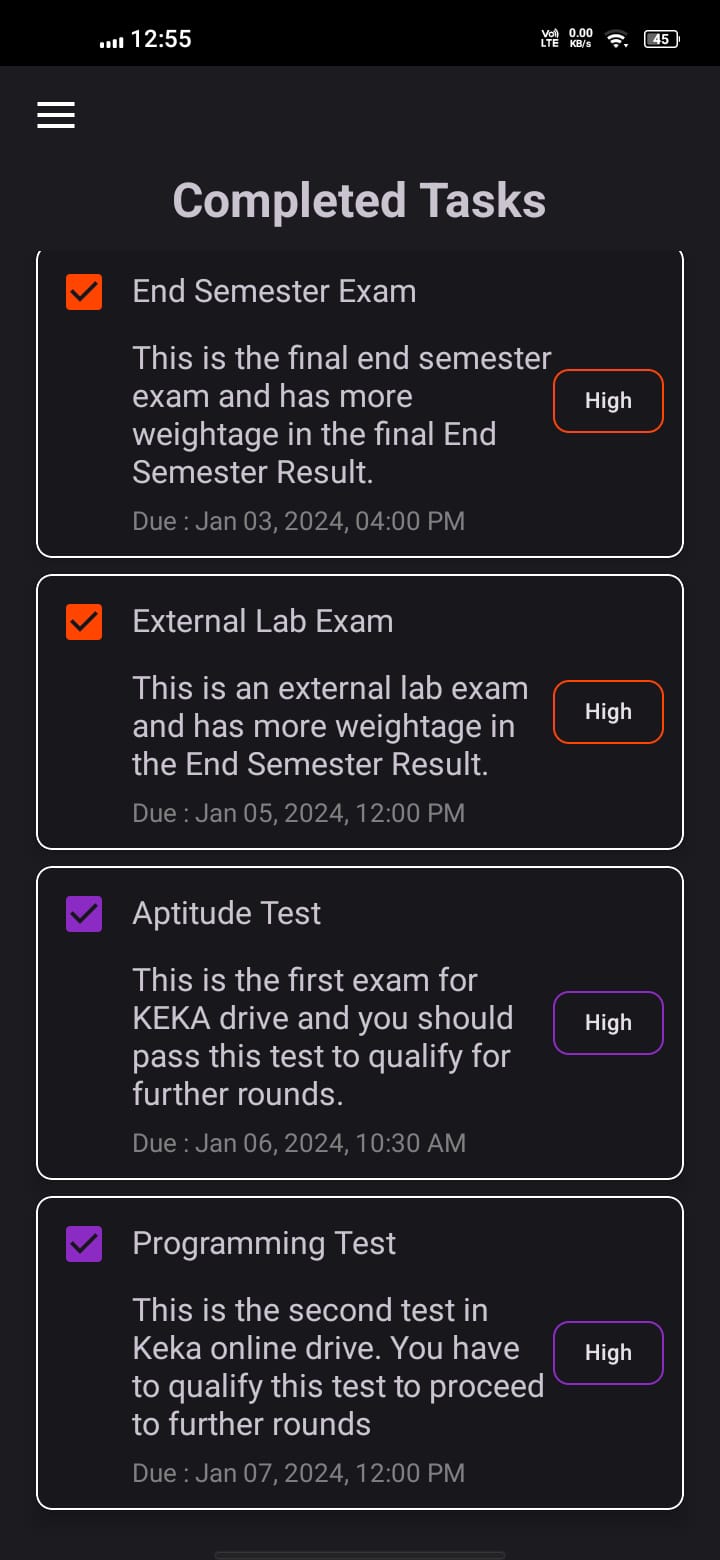 12:55 Vo) LTE 0.00 KB/s 45
Completed Tasks
End Semester Exam
This is the final end semester
exam and has more
weightage in the final End
Semester Result.
High
Due : Jan 03, 2024, 04:00 PM
External Lab Exam
This is an external lab exam
and has more weightage in
the End Semester Result.
High
Due : Jan 05, 2024, 12:00 PM
Aptitude Test
This is the first exam for
KEKA drive and you should
pass this test to qualify for
further rounds.
High
Due : Jan 06, 2024, 10:30 AM
Programming Test
This is the second test in
Keka online drive. You have
to qualify this test to proceed
to further rounds
High
Due : Jan 07, 2024, 12:00 PM